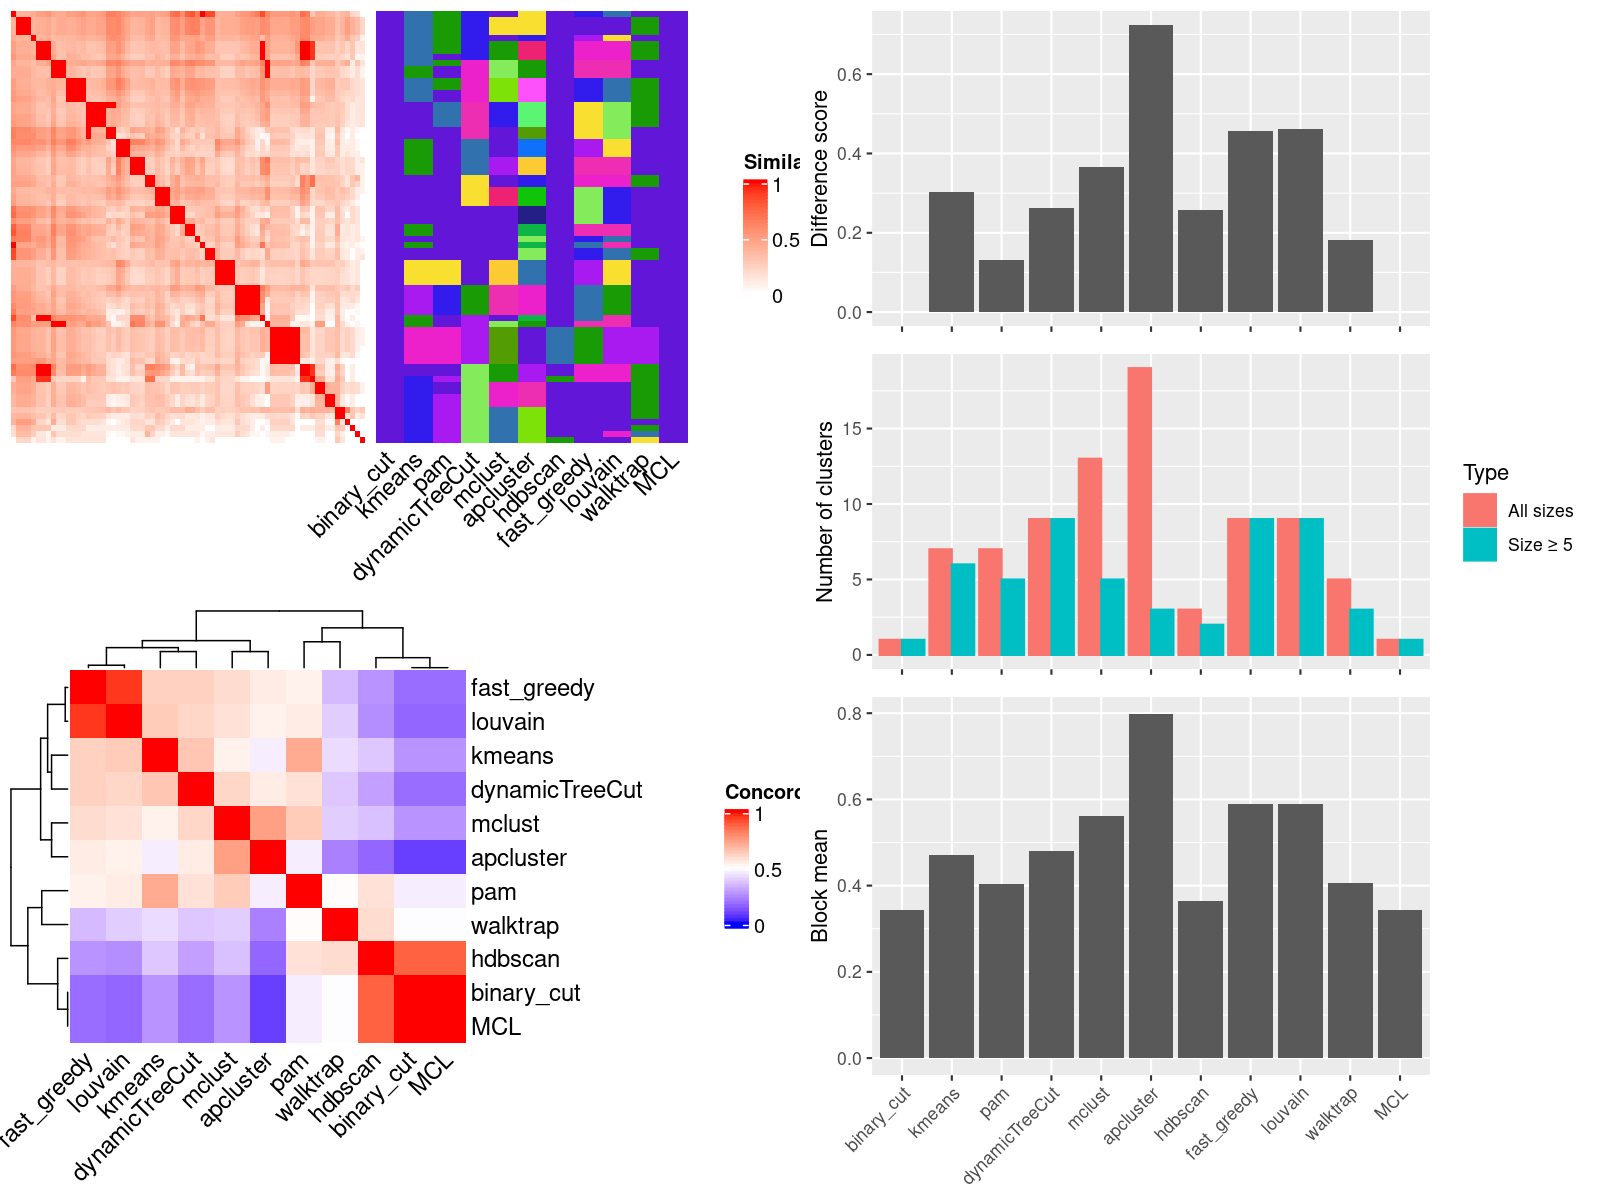 Simila
1
0.5
0
binary_cut
kmeans
pam
dynamicTreeCut
mclust
apcluster
hdbscan
fast_greedy
louvain
walktrap
MCL
fast_greedy
louvain
kmeans
dynamicTreeCut
mclust
apcluster
pam
walktrap
hdbscan
binary_cut
MCL
fast_greedy
louvain
kmeans
dynamicTreeCut
mclust
apcluster
pam
walktrap
hdbscan
binary_cut
MCL
Concord
1
0.5
0
Difference score
0.6
0.4
0.2
0.0
Number of clusters
15
10
5
0
Type
All sizes
Size ≥ 5
Block mean
0.8
0.6
0.4
0.2
0.0
binary_cut
kmeans
pam
dynamicTreeCut
mclust
apcluster
hdbscan
fast_greedy
louvain
walktrap
MCL